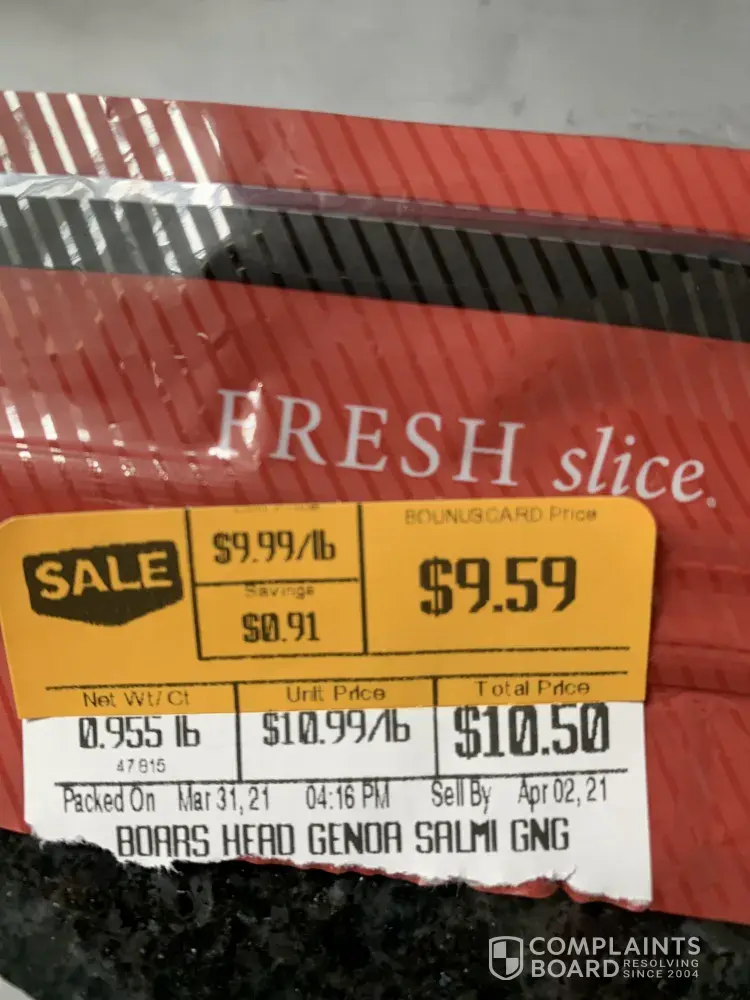 FRESH slice.
BOUNUSCARD Price
SALE
$9.99/lb
$9.59
Savings
$0.91
Net Wt/Ct Unit Price Total Price
0.955 lb $10.99/lb $10.50
47815
Packed On Mar 31, 21 04:16 PM Sell By Apr 02, 21
BOARS HEAD GENOA SALMI GNG
COMPLAINTS
BOARD RESOLVING
SINCE 2004